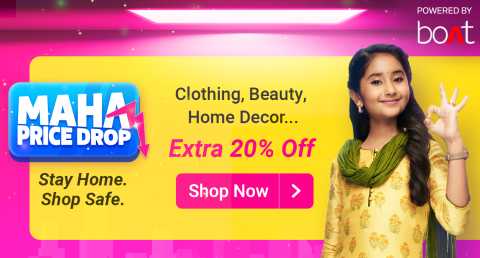 POWERED BY
boAt
MAHA
PRICE DROP
Stay Home.
Shop Safe.
Clothing, Beauty,
Home Decor...
Extra 20% Off
Shop Now